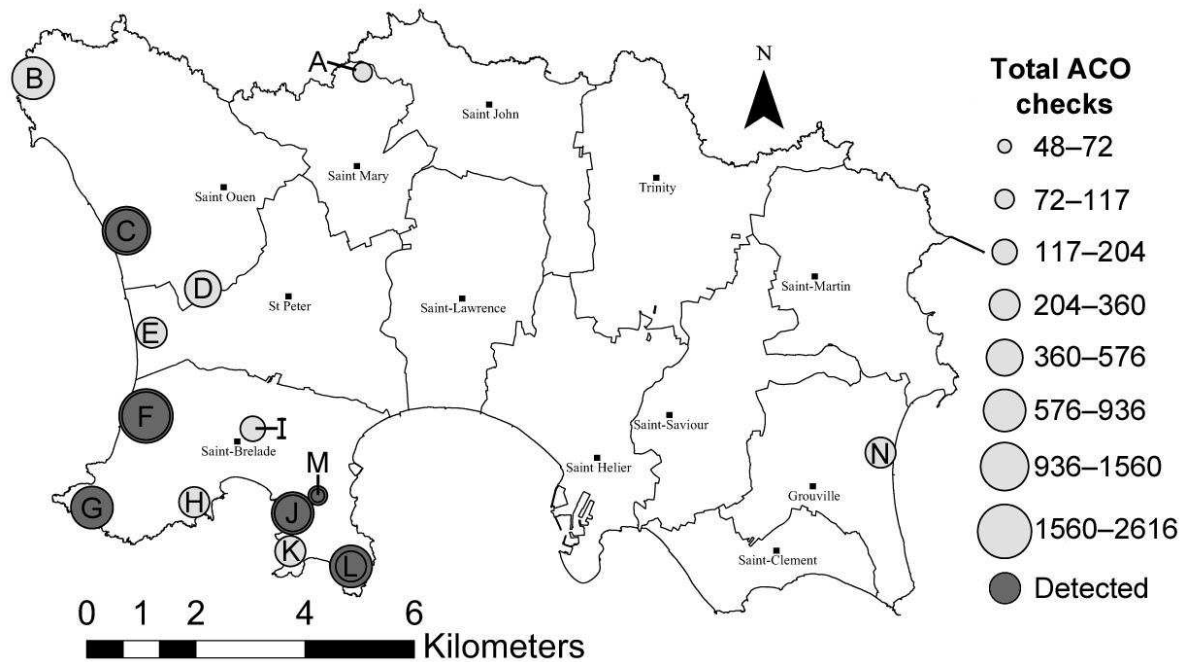 A
B
N
Total ACO
checks
48–72
72–117
117–204
204–360
360–576
576–936
936–1560
1560–2616
Detected
Saint John
Saint Mary
Trinity
Saint Ouen
C
D
St Peter
Saint-Lawrence
Saint-Martin
E
F
I
Saint-Brelade
Saint-Saviour
N
M
Saint Helier
G
H
J
Grouville
K
L
Saint-Clement
0 1 2 4 6
Kilometers